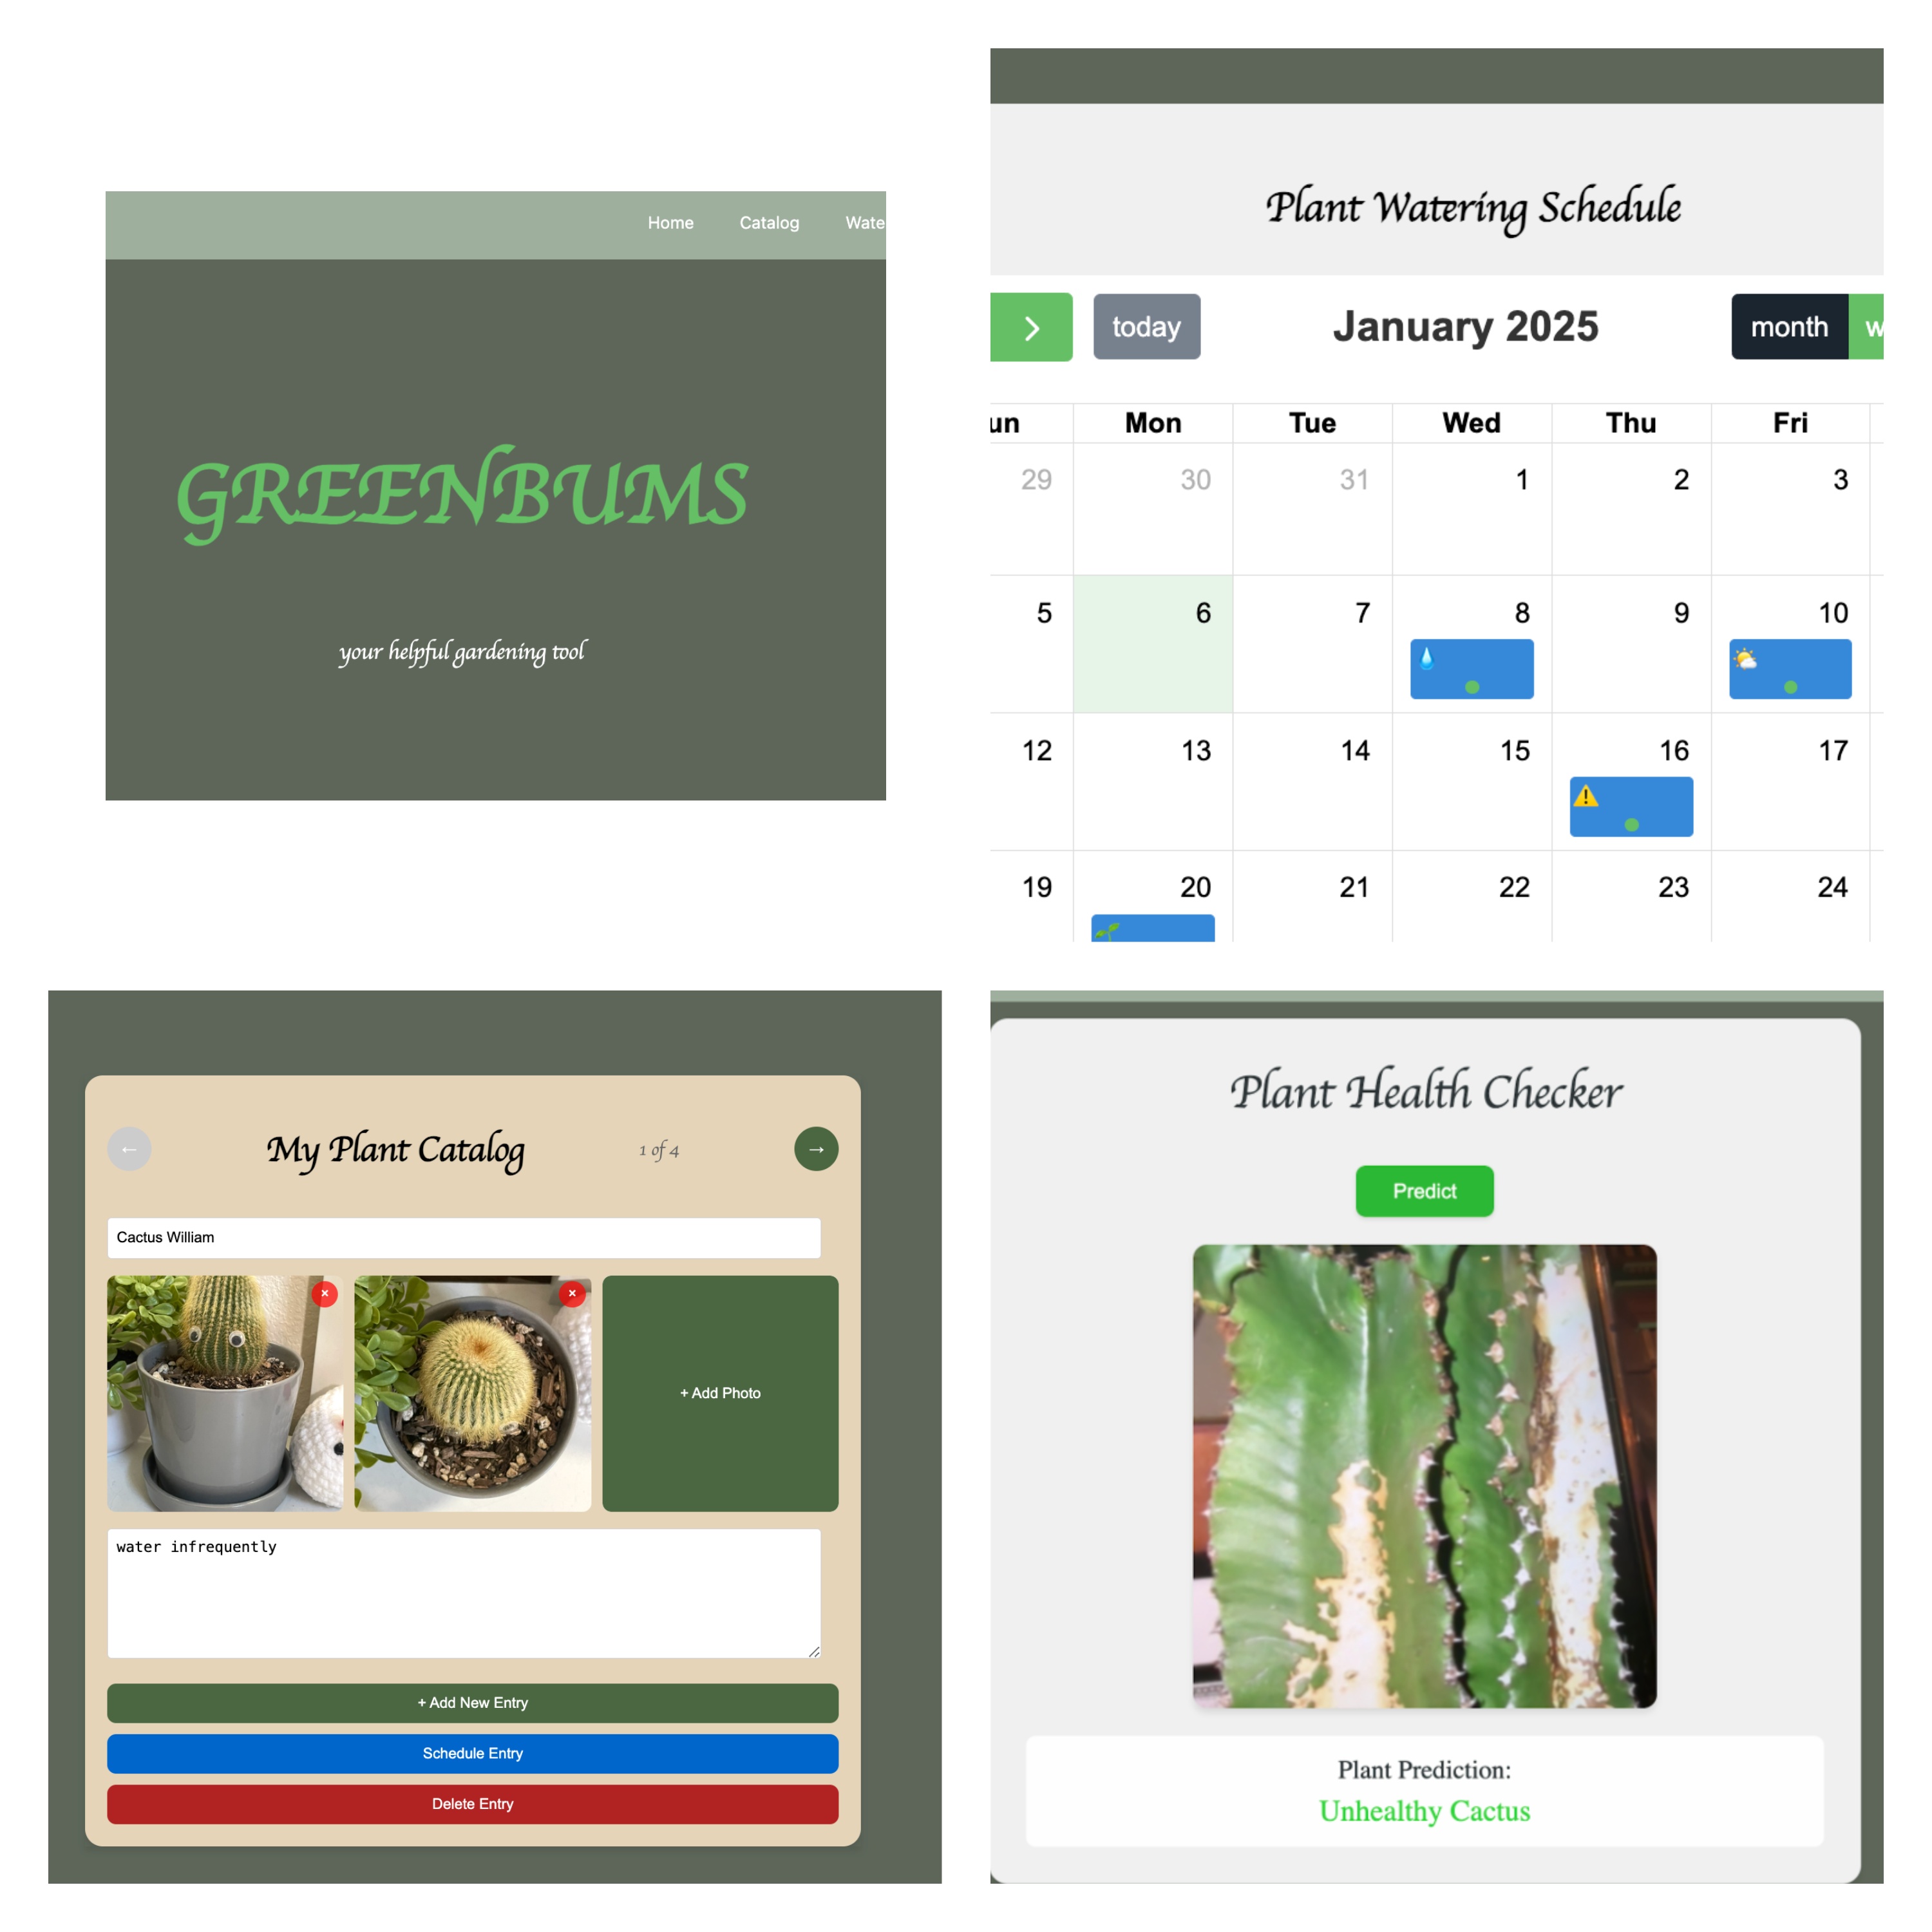 Home Catalog Wate
GREENBUMS
your helpful gardening tool
Plant Watering Schedule
today January 2025 month w
un Mon Tue Wed Thu Fri
29 30 31 1 2 3
5 6 7 8 9 10
12 13 14 15 16 17
19 20 21 22 23 24
← My Plant Catalog 1 of 4 →
Cactus William
+ Add Photo
water infrequently
+ Add New Entry
Schedule Entry
Delete Entry
Plant Health Checker
Predict
Plant Prediction:
Unhealthy Cactus